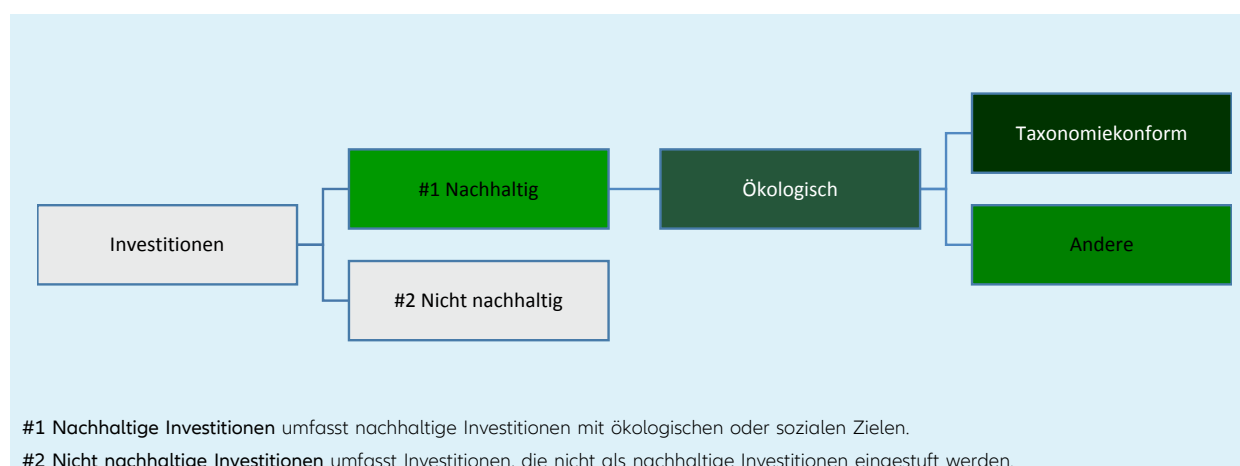 Taxonomiekonform
#1 Nachhaltig
Ökologisch
Investitionen
Andere
#2 Nicht nachhaltig
#1 Nachhaltige Investitionen umfasst nachhaltige Investitionen mit ökologischen oder sozialen Zielen.
#2 Nicht nachhaltige Investitionen umfasst Investitionen, die nicht als nachhaltige Investitionen eingestuft werden.